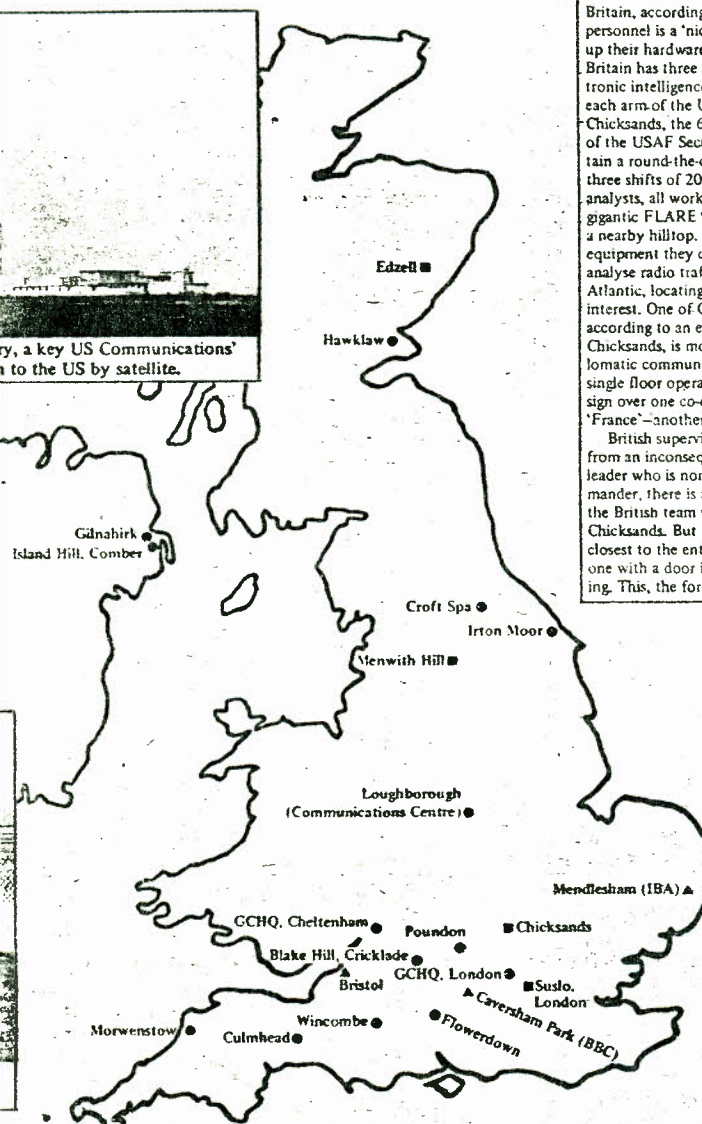 ry, a key US Communications'
n to the US by satellite.
Britain, according
personnel is a 'nic
up their hardware
Britain has three
tronic intelligence
each arm of the U
Chicksands, the 6
of the USAF Sec
tain a round-the-c
three shifts of 20
analysts, all work
gigantic FLARE
a nearby hilltop.
equipment they c
analyse radio traf
Atlantic, locating
interest. One of C
according to an e
Chicksands, is mo
lomatic commun
single floor opera
sign over one co-
'France'—another
British supervi
from an inconseq
leader who is nor
mander, there is
the British team
Chicksands. But
closest to the ent
one with a door i
ing. This, the for
Edzell
Hawklaw
Gilnahirk
Island Hill, Comber
Croft Spa
Irton Moor
Menwith Hill
Loughborough
(Communications Centre)
Mendlesham (IBA)
GCHQ, Cheltenham
Poundon
Chicksands
Blake Hill, Cricklade
GCHQ, London
Bristol
Suslo,
London
Caversham Park (BBC)
Morwenstow
Wincombe
Culmhead
Flowerdown